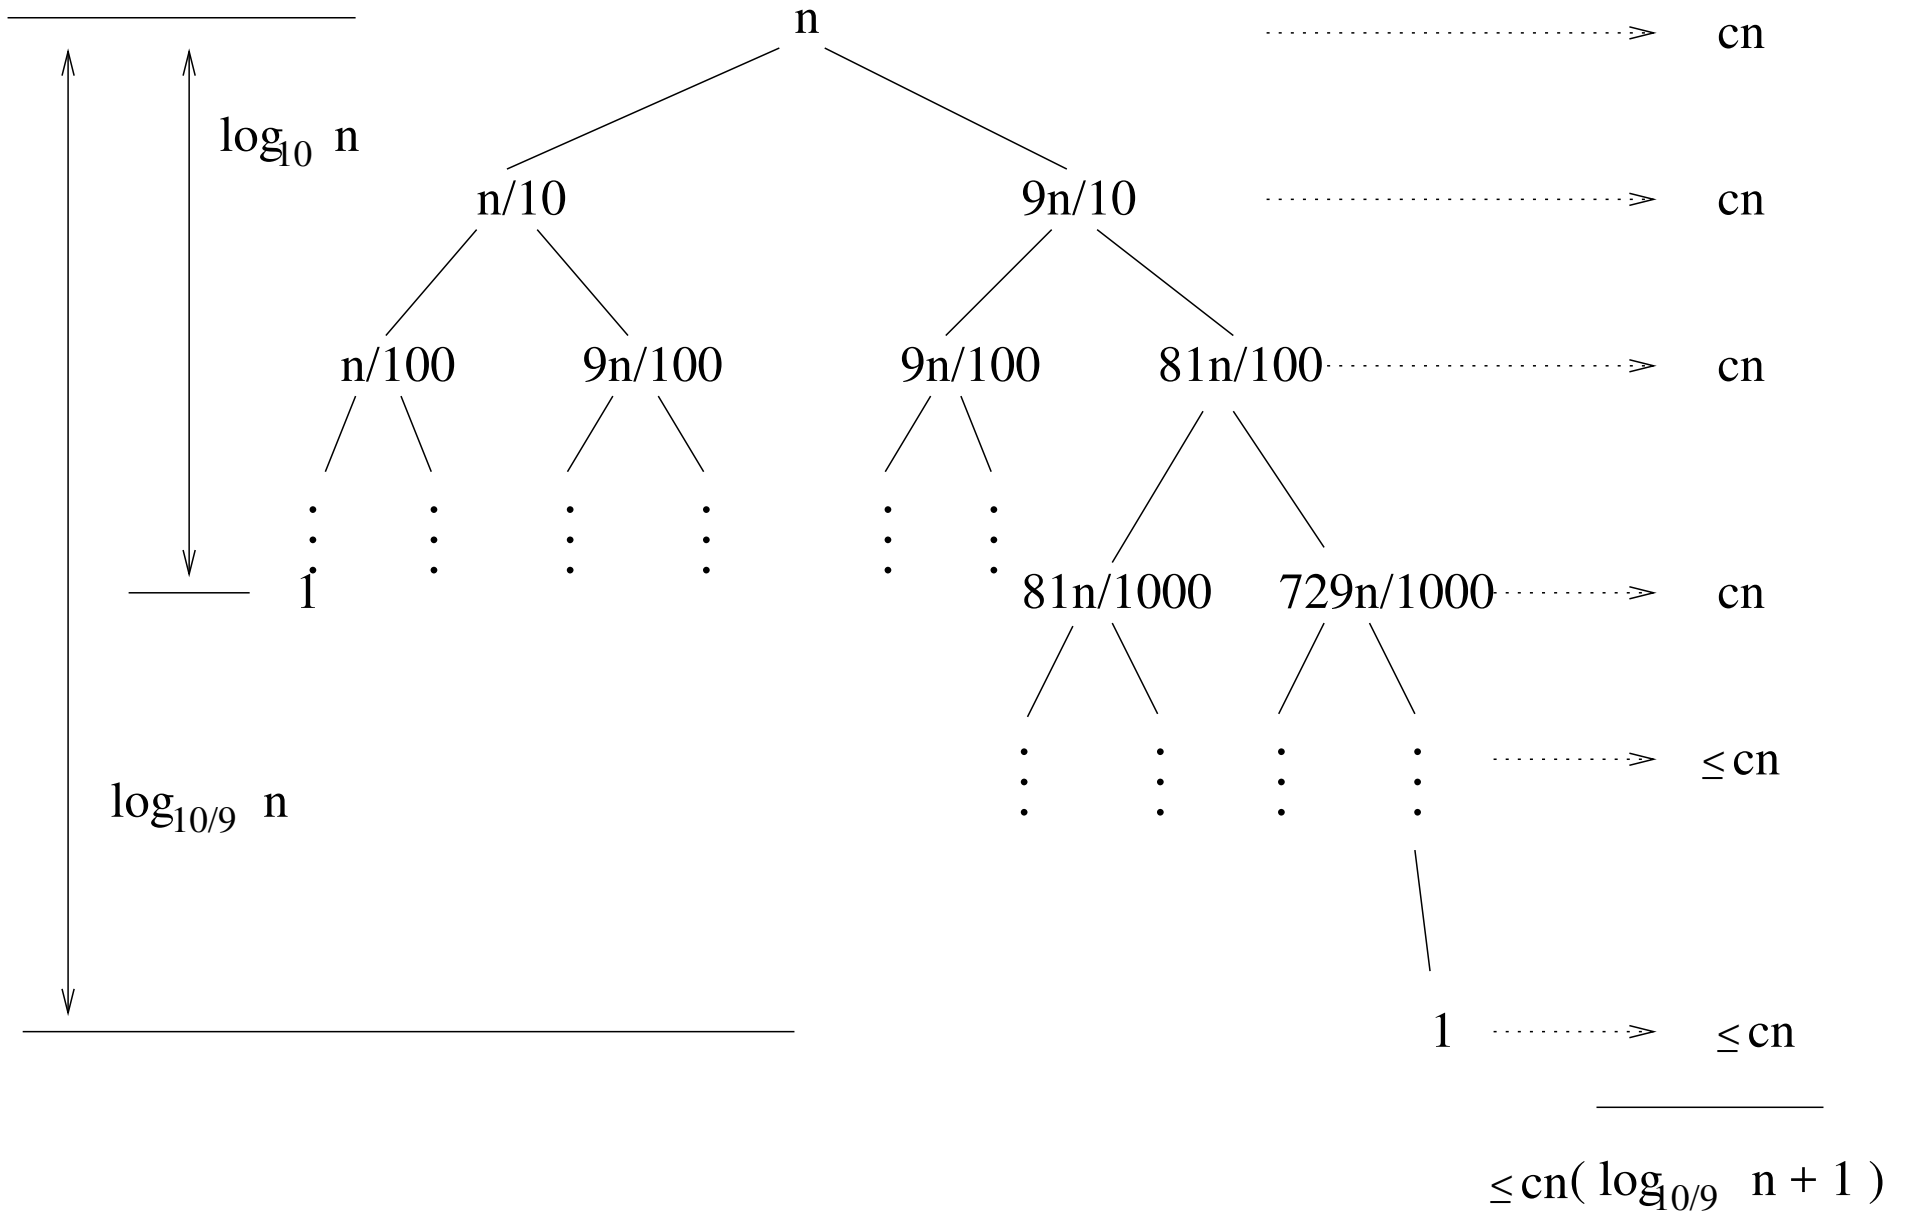 n cn
log10 n
n/10 9n/10 cn
n/100 9n/100 9n/100 81n/100 cn
1 81n/1000 729n/1000 cn
≤cn
log10/9 n
1 ≤cn
≤cn( log10/9 n + 1 )